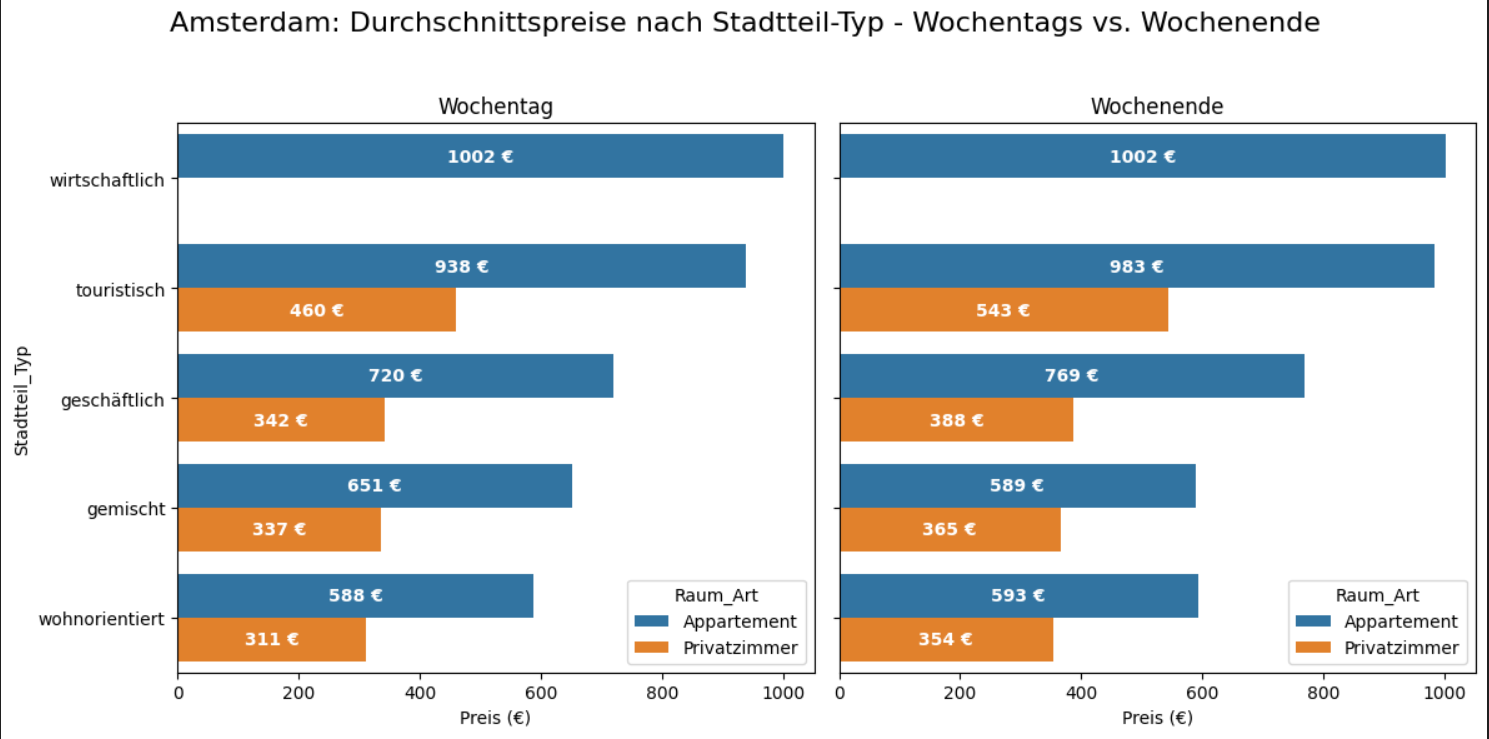 Amsterdam: Durchschnittspreise nach Stadtteil-Typ - Wochentags vs. Wochenende
Wochentag
Stadtteil_Typ
wirtschaftlich
1002 €
touristisch
938 €
460 €
geschäftlich
720 €
342 €
gemischt
651 €
337 €
wohnorientiert
588 €
311 €
Raum_Art
Appartement
Privatzimmer
0 200 400 600 800 1000
Preis (€)
Wochenende
1002 €
983 €
543 €
769 €
388 €
589 €
365 €
593 €
354 €
Raum_Art
Appartement
Privatzimmer
0 200 400 600 800 1000
Preis (€)